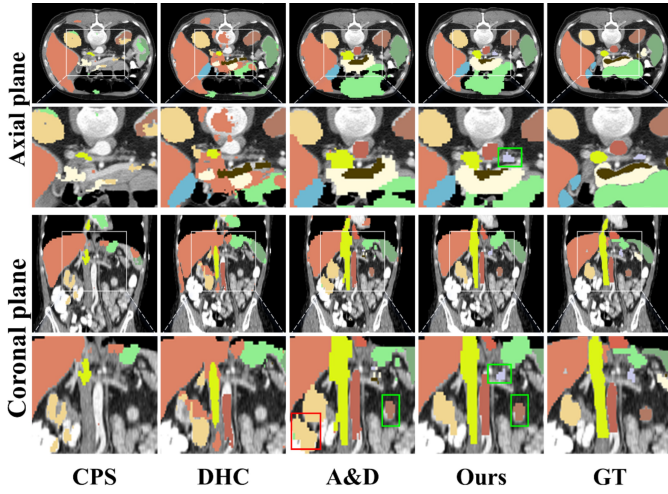 Axial plane
Coronal plane
CPS
DHC
A&D
Ours
GT